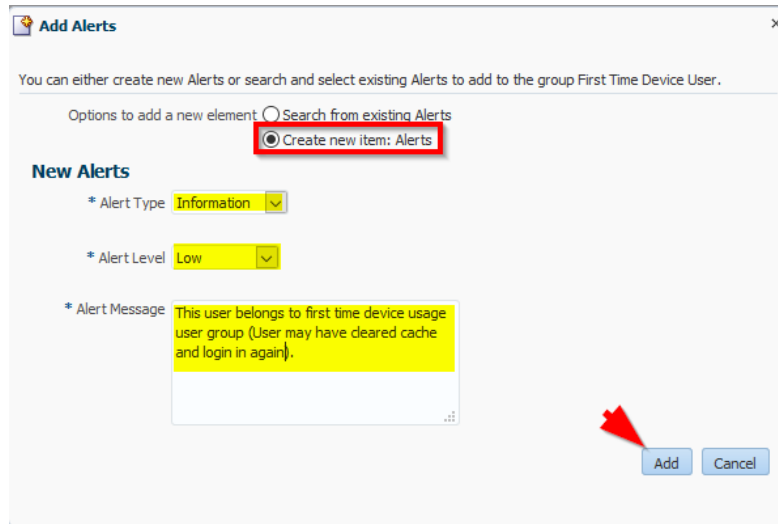 Add Alerts
You can either create new Alerts or search and select existing Alerts to add to the group First Time Device User.
Options to add a new element Search from existing Alerts
Create new item: Alerts
New Alerts
* Alert Type Information
* Alert Level Low
* Alert Message This user belongs to first time device usage
user group (User may have cleared cache
and login in again).
Add Cancel